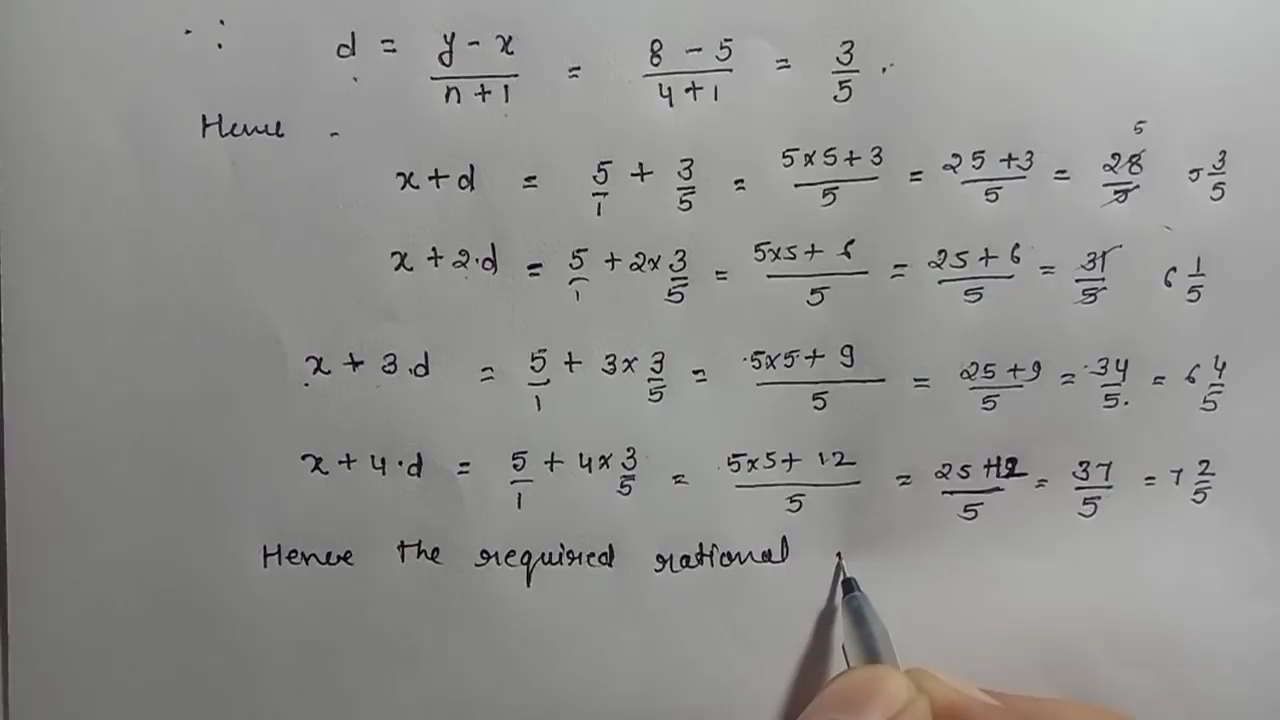 ∴ d = y - x / n + 1 = 8 - 5 / 4 + 1 = 3/5 .
Hence -
x + d = 5/1 + 3/5 = 5×5+3 / 5 = 25 + 3 / 5 = 28/5 5 5 3/5
x + 2·d = 5/1 + 2× 3/5 = 5×5 + 6 / 5 = 25 + 6 / 5 = 31/5 6 1/5
x + 3·d = 5/1 + 3× 3/5 = 5×5 + 9 / 5 = 25 + 9 / 5 = 34/5 = 6 4/5
x + 4·d = 5/1 + 4× 3/5 = 5×5 + 12 / 5 = 25 + 12 / 5 = 37/5 = 7 2/5
Hence the required rational